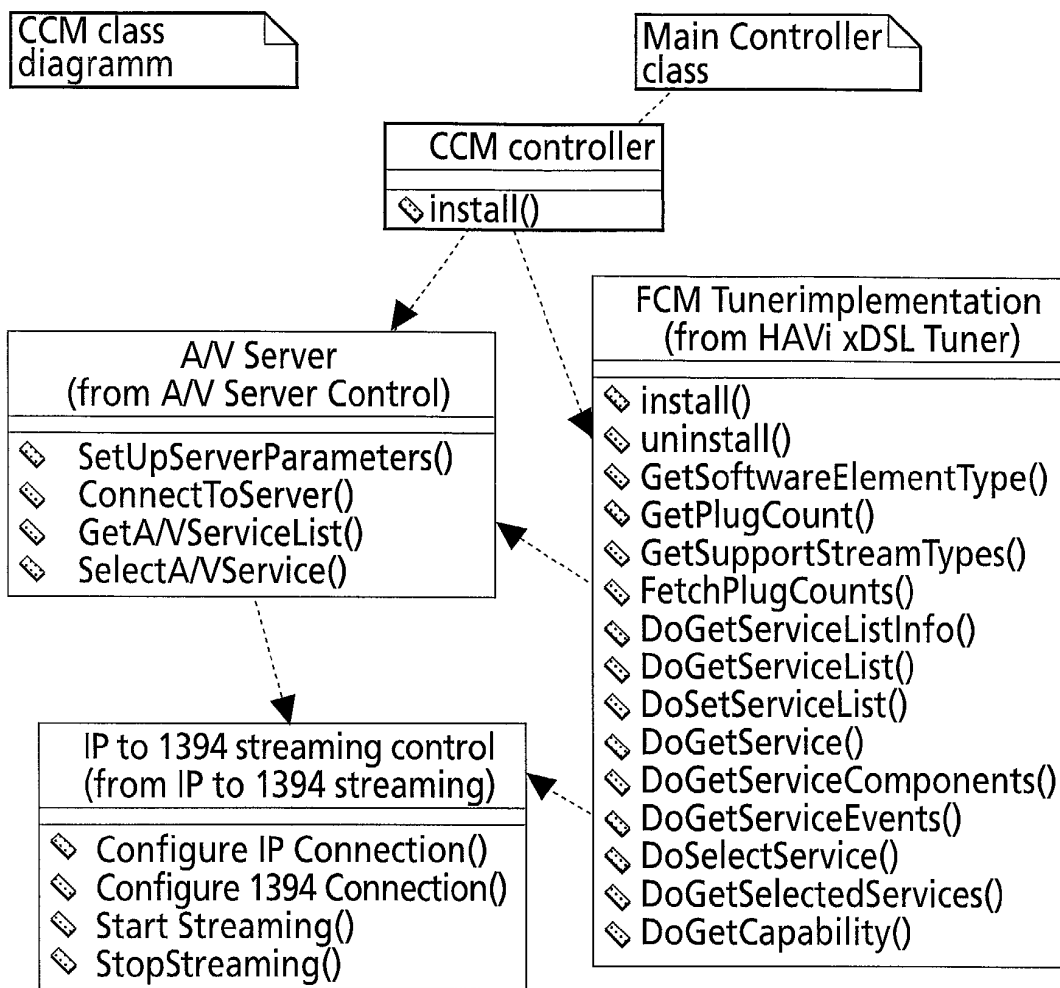 CCM class
diagramm
Main Controller
class
CCM controller
install()
A/V Server
(from A/V Server Control)
SetUpServerParameters()
ConnectToServer()
GetA/VServiceList()
SelectA/VService()
FCM Tunerimplementation
(from HAVi xDSL Tuner)
install()
uninstall()
GetSoftwareElementType()
GetPlugCount()
GetSupportStreamTypes()
FetchPlugCounts()
DoGetServiceListInfo()
DoGetServiceList()
DoSetServiceList()
DoGetService()
DoGetServiceComponents()
DoGetServiceEvents()
DoSelectService()
DoGetSelectedServices()
DoGetCapability()
IP to 1394 streaming control
(from IP to 1394 streaming)
Configure IP Connection()
Configure 1394 Connection()
Start Streaming()
StopStreaming()